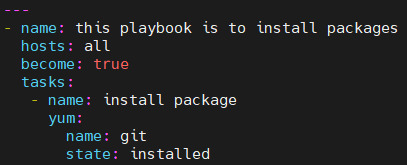 ---
- name: this playbook is to install packages
  hosts: all
  become: true
  tasks:
   - name: install package
     yum:
       name: git
       state: installed